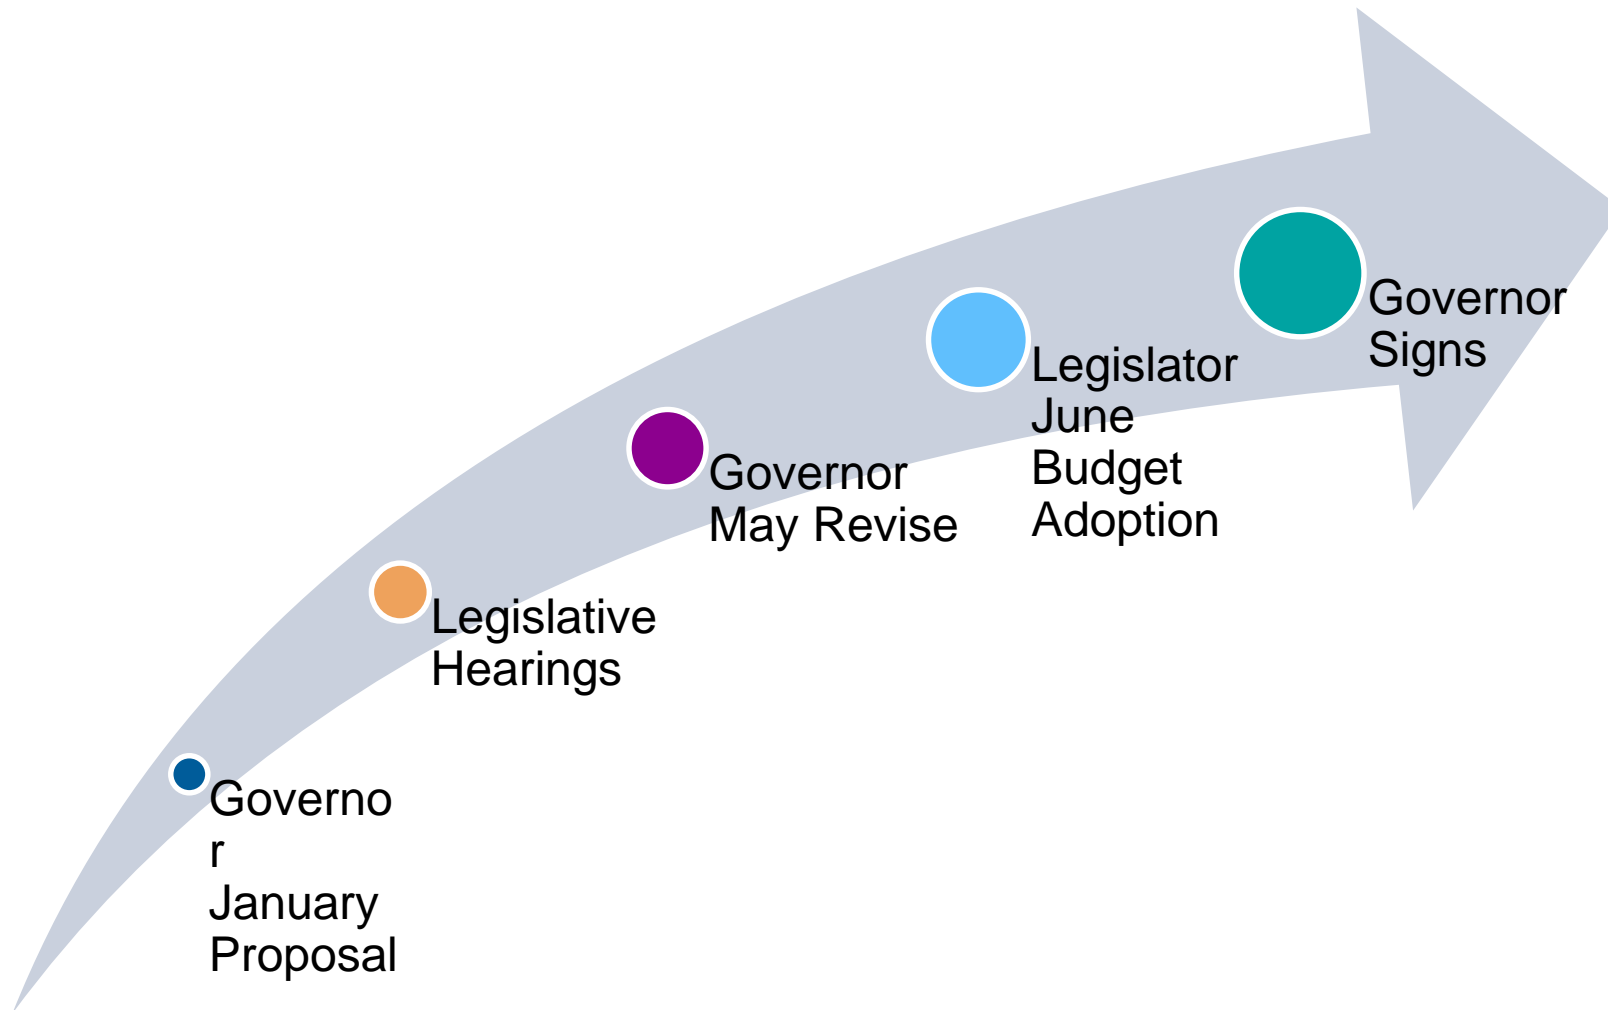 Governo
r
January
Proposal
Legislative
Hearings
Governor
May Revise
Legislator
June
Budget
Adoption
Governor
Signs